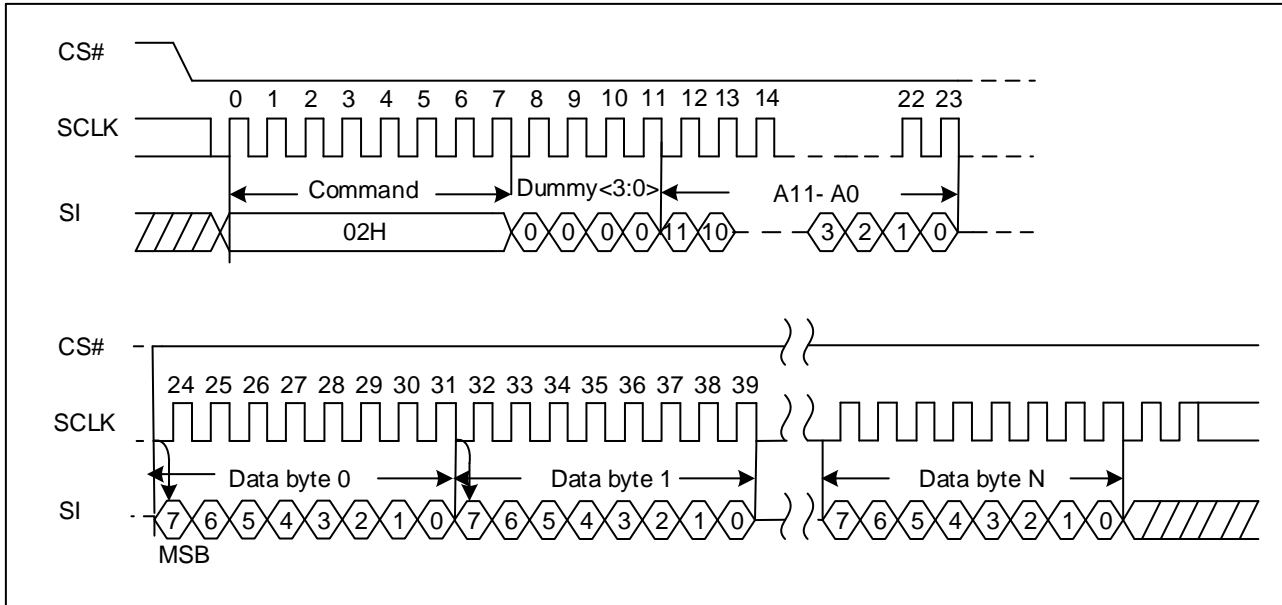 CS#
0 1 2 3 4 5 6 7 8 9 10 11 12 13 14 22 23
SCLK
Command Dummy<3:0> A11- A0
SI
02H 0 0 0 0 11 10 3 2 1 0
CS#
24 25 26 27 28 29 30 31 32 33 34 35 36 37 38 39
SCLK
Data byte 0 Data byte 1 Data byte N
SI
7 6 5 4 3 2 1 0 7 6 5 4 3 2 1 0 7 6 5 4 3 2 1 0
MSB